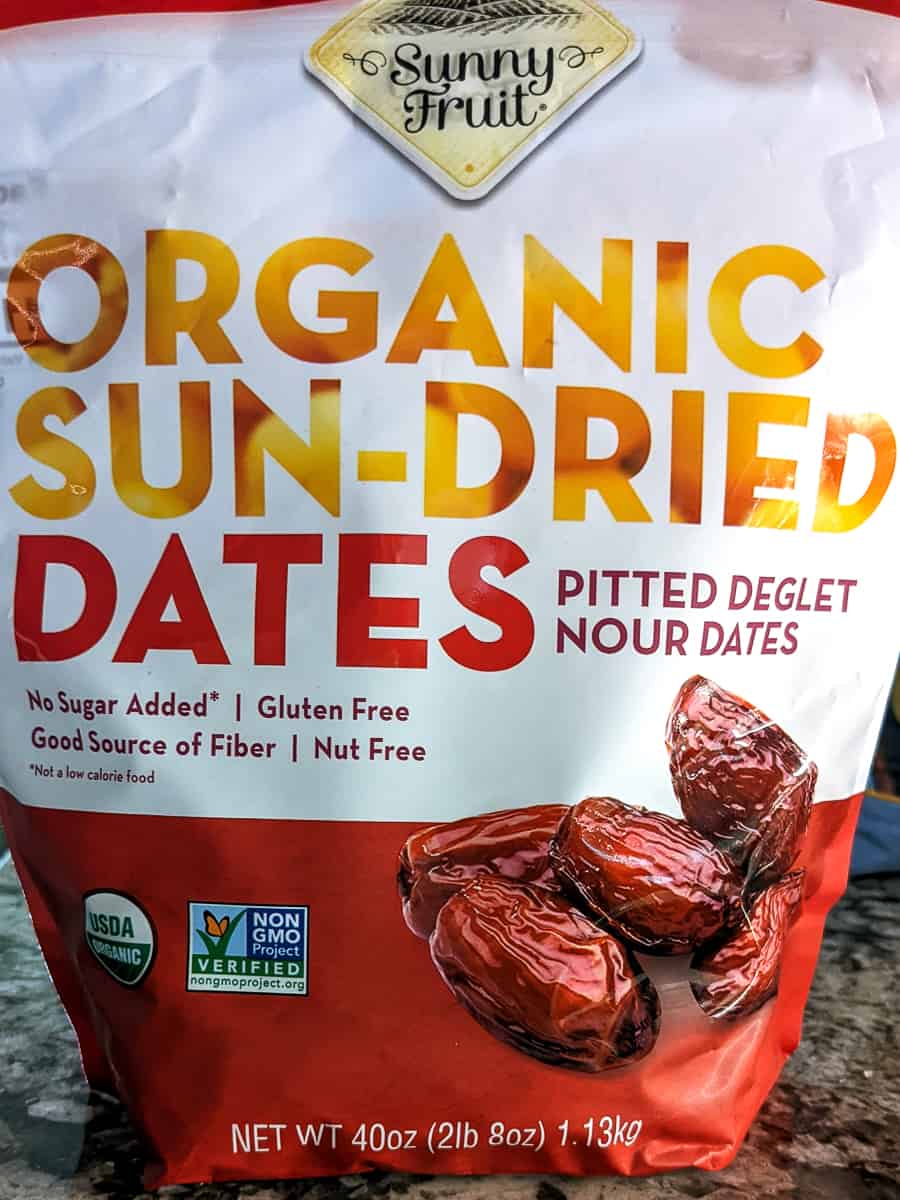 Sunny
Fruit®
ORGANIC
SUN-DRIED
DATES
PITTED DEGLET
NOUR DATES
No Sugar Added* | Gluten Free
Good Source of Fiber | Nut Free
*Not a low calorie food
USDA
ORGANIC
NON
GMO
Project
VERIFIED
nongmoproject.org
NET WT 40oz (2lb 8oz) 1.13kg